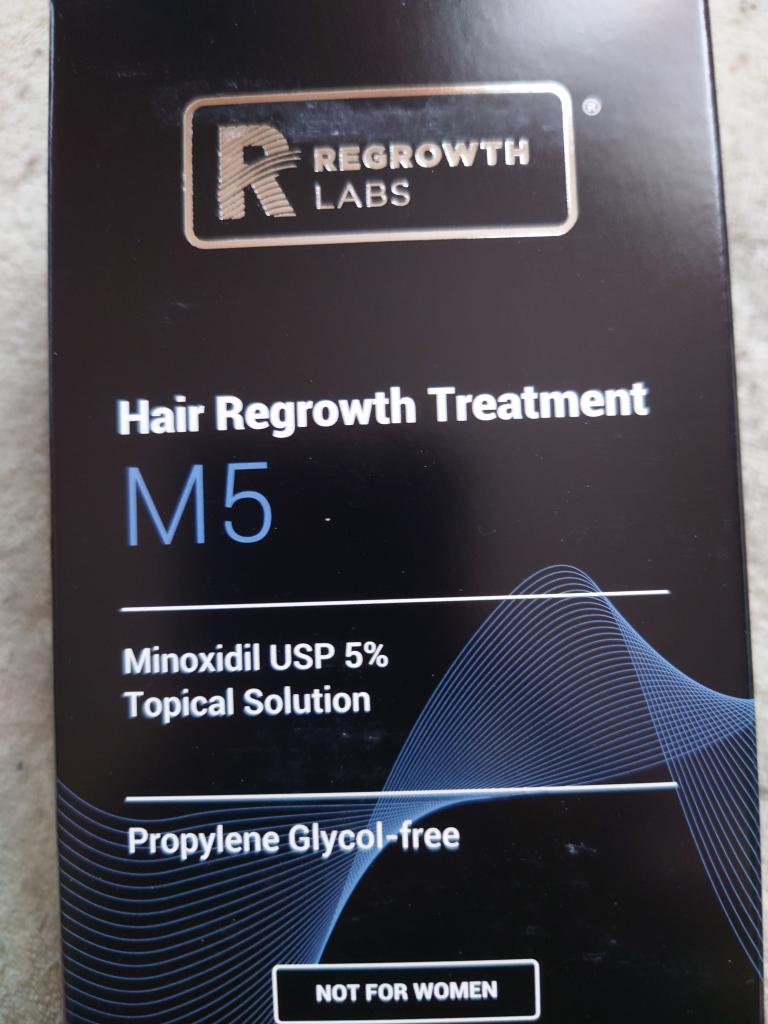 R REGROWTH
LABS
®
Hair Regrowth Treatment
M5
Minoxidil USP 5%
Topical Solution
Propylene Glycol-free
NOT FOR WOMEN